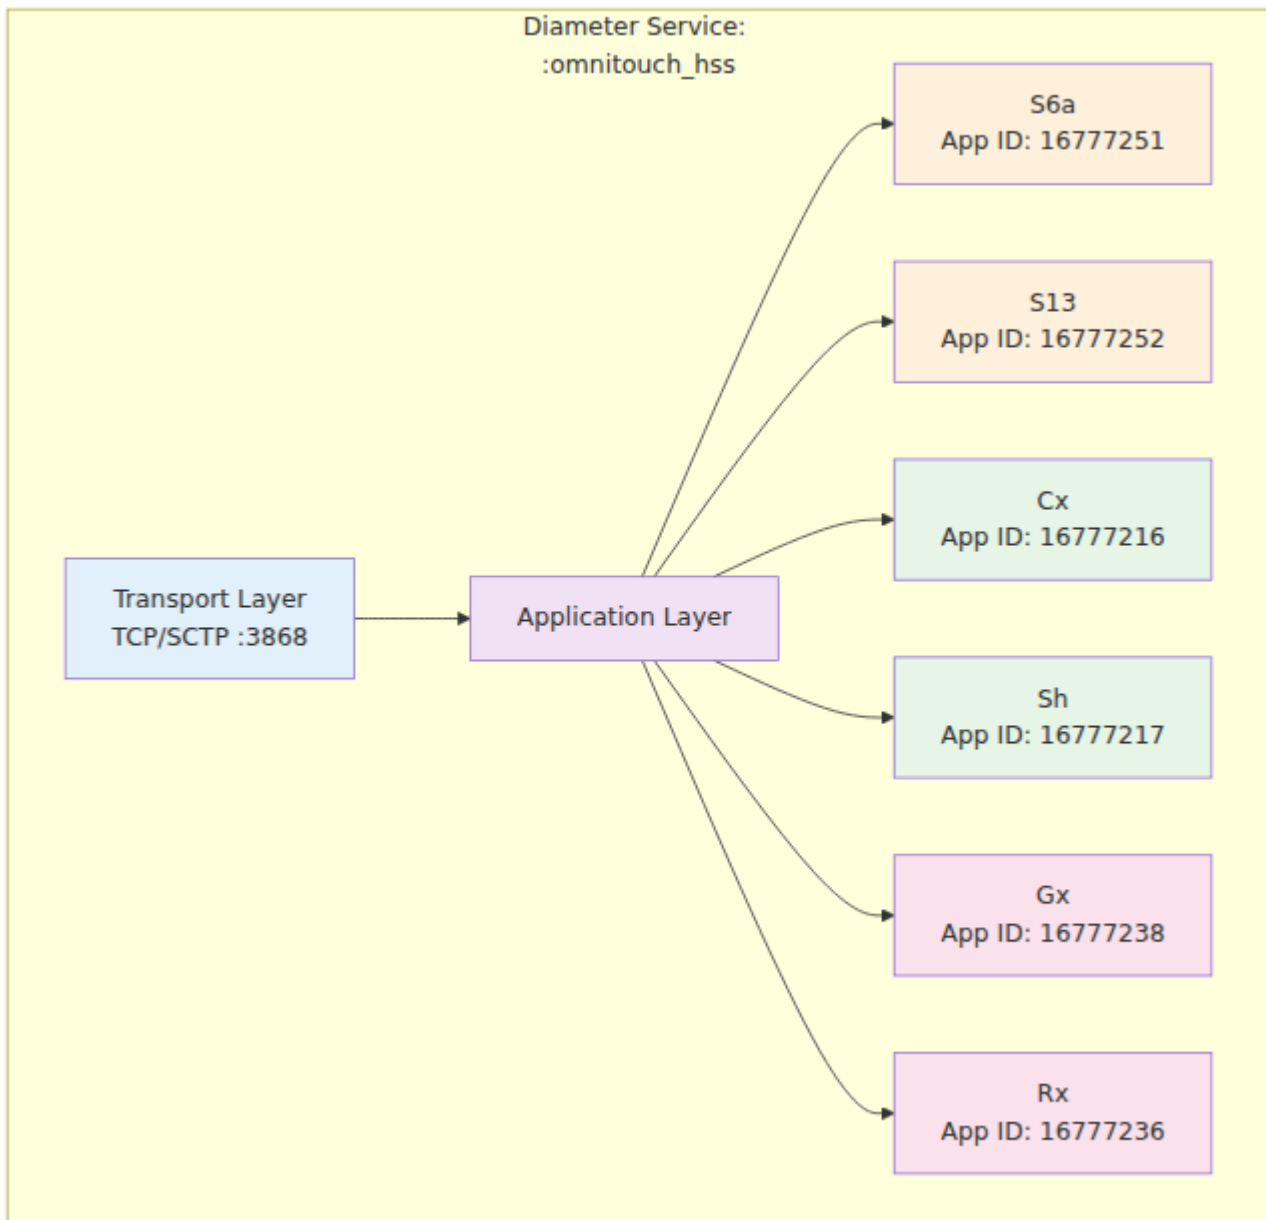 Diameter Service:
:omnitouch_hss
S6a
App ID: 16777251
S13
App ID: 16777252
Cx
App ID: 16777216
Transport Layer
TCP/SCTP :3868
Application Layer
Sh
App ID: 16777217
Gx
App ID: 16777238
Rx
App ID: 16777236